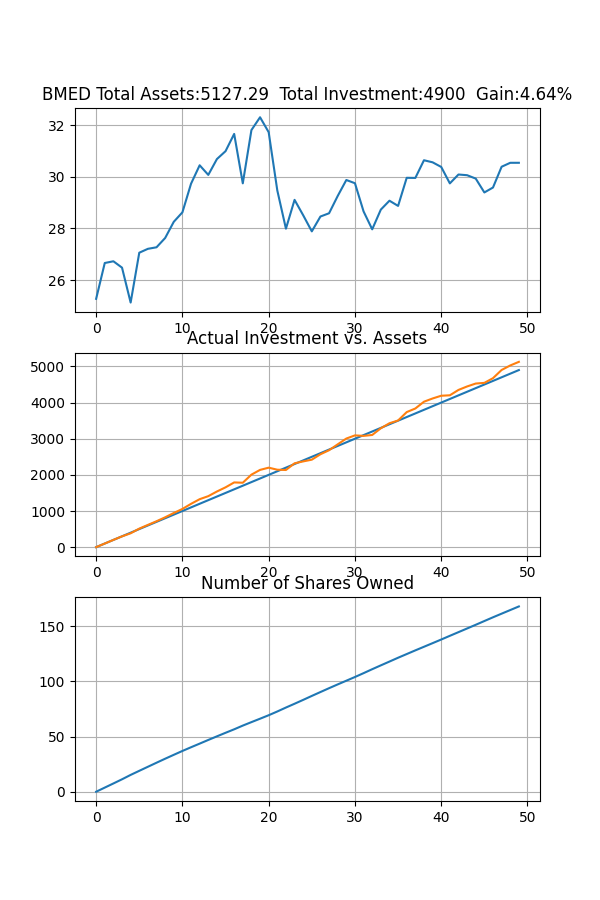 BMED Total Assets:5127.29  Total Investment:4900  Gain:4.64%
32
30
28
26
0 10 20 30 40 50
Actual Investment vs. Assets
5000
4000
3000
2000
1000
0
0 10 20 30 40 50
Number of Shares Owned
150
100
50
0
0 10 20 30 40 50